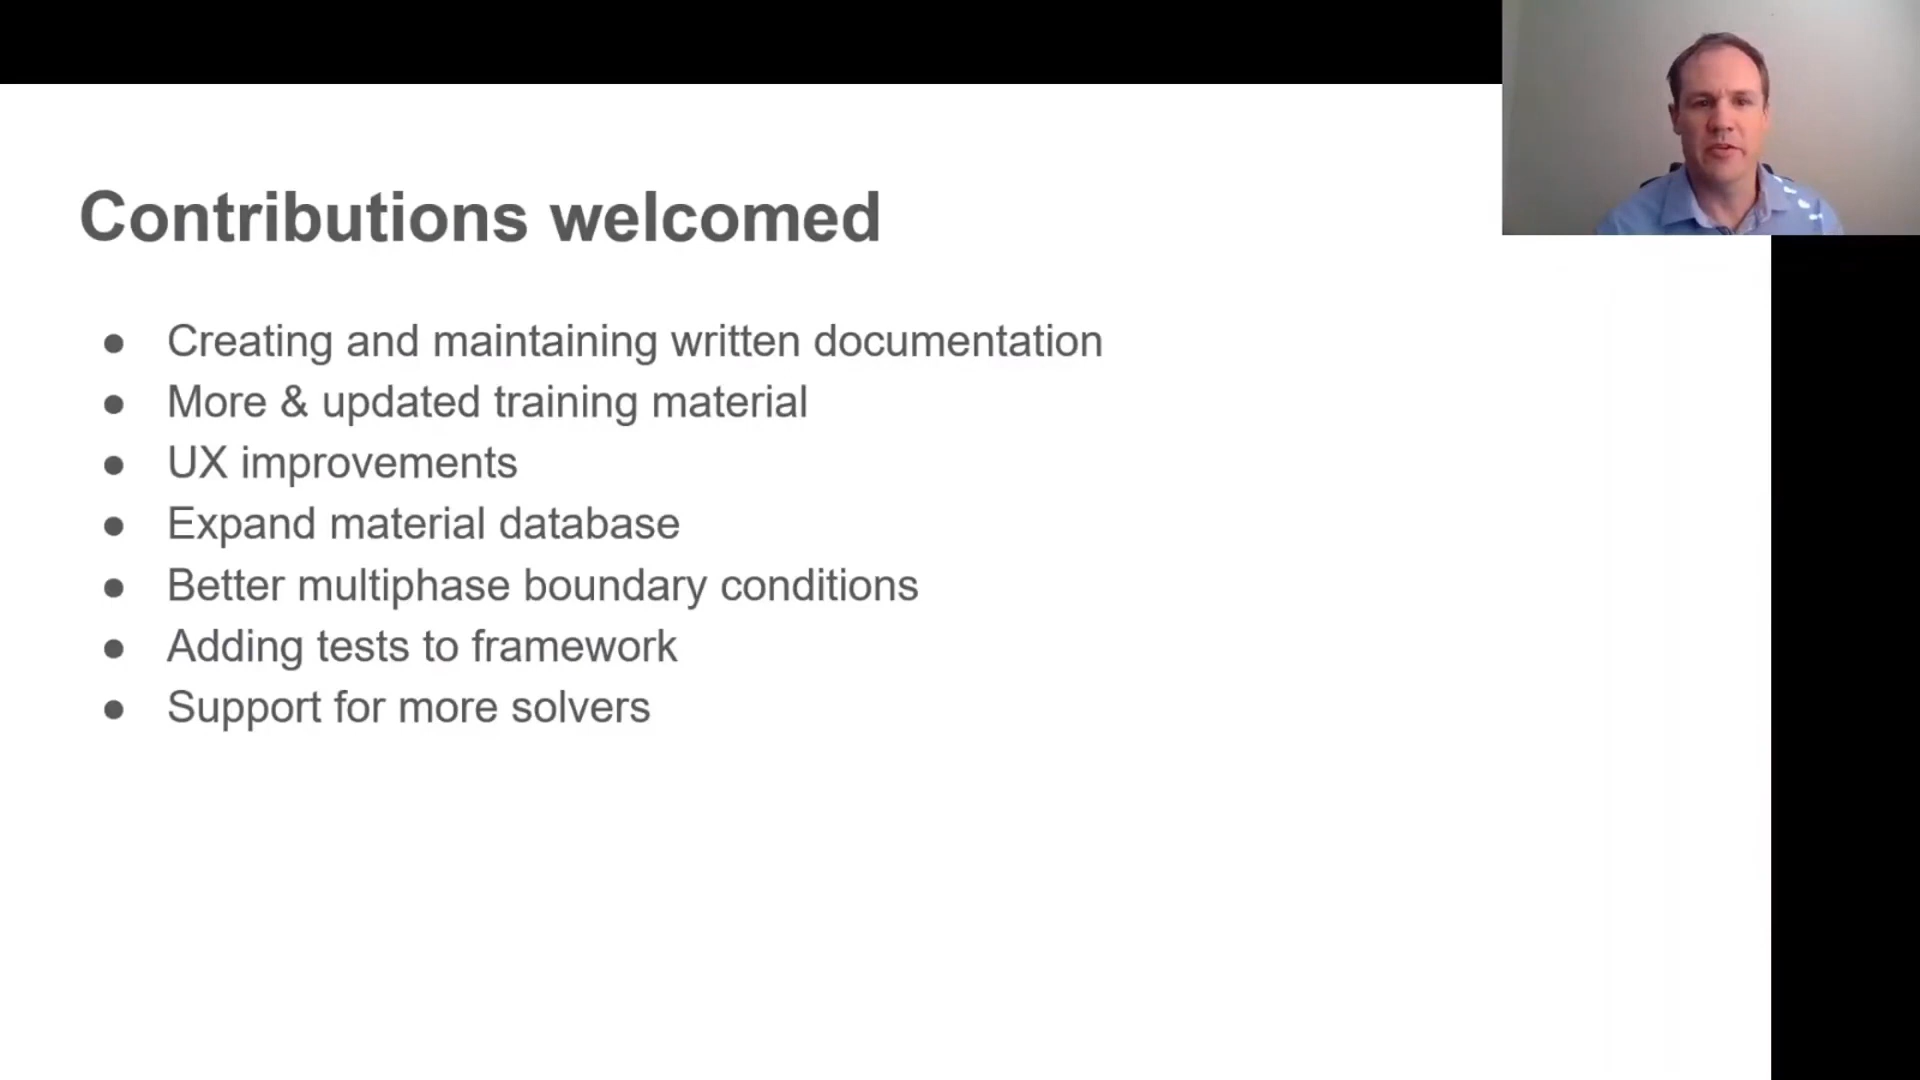 Contributions welcomed
● Creating and maintaining written documentation
● More & updated training material
● UX improvements
● Expand material database
● Better multiphase boundary conditions
● Adding tests to framework
● Support for more solvers